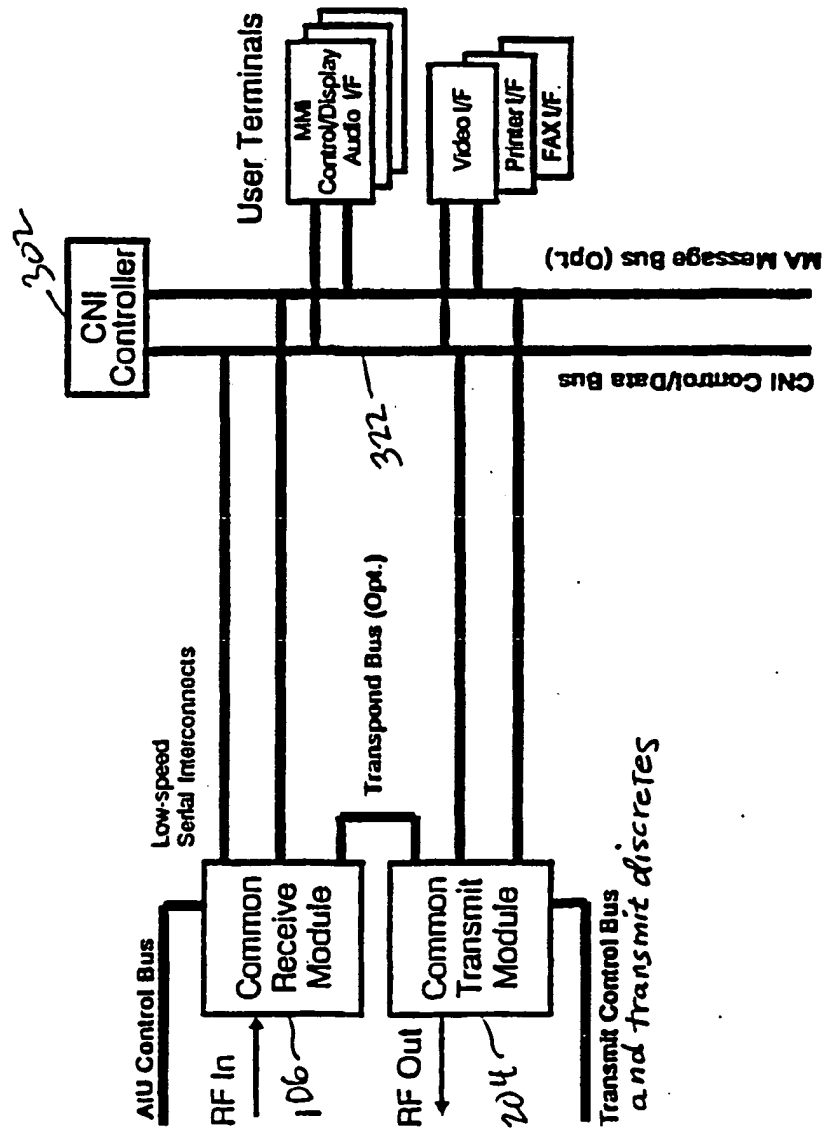 302
CNI
Controller
User Terminals
MMI
Control/Display
Audio I/F
Video I/F
Printer I/F
FAX I/F.
MA Message Bus (Opt.)
CNI Control/Data Bus
322
Low-speed
Serial Interconnects
Transpond Bus (Opt.)
AIU Control Bus
Common
Receive
Module
RF In
106
Common
Transmit
Module
RF Out
204
Transmit Control Bus
and transmit discretes